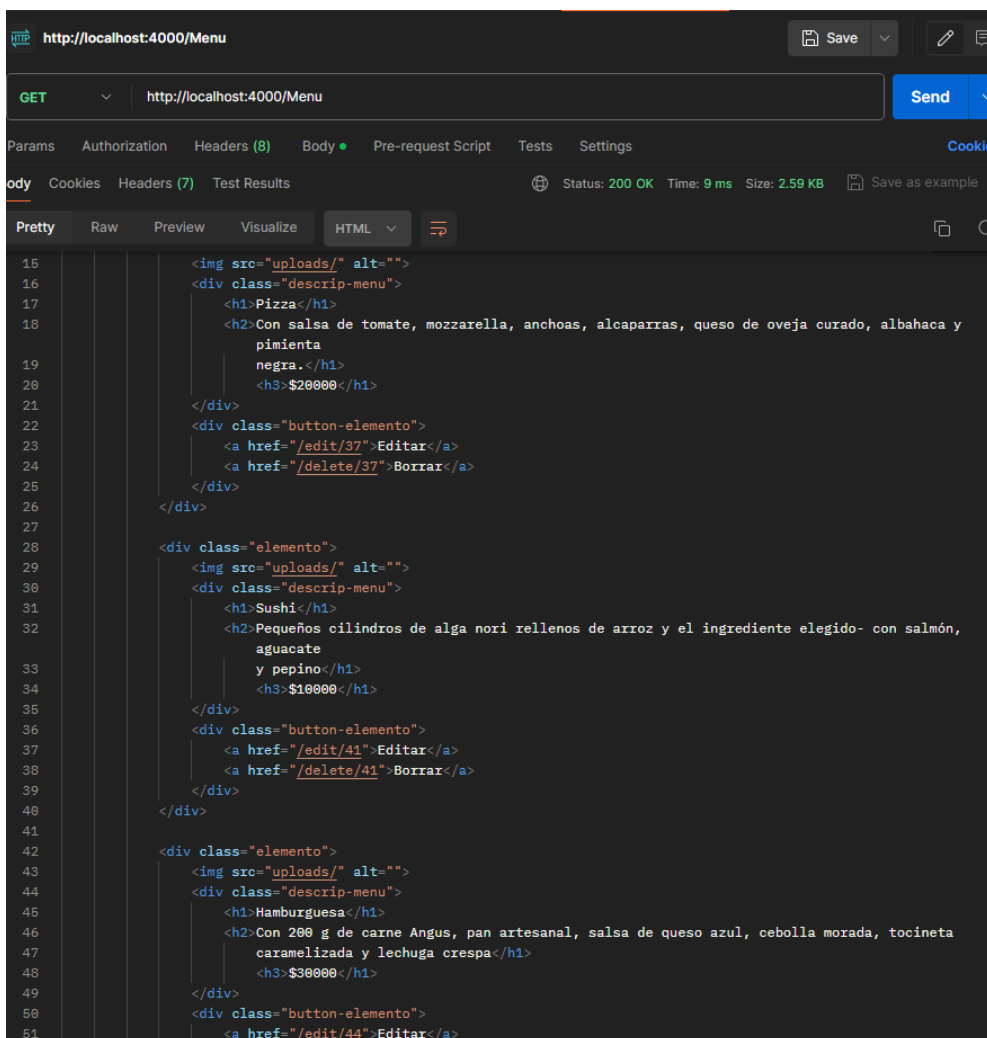 HTTP http://localhost:4000/Menu Save
GET http://localhost:4000/Menu Send
Params Authorization Headers (8) Body Pre-request Script Tests Settings Cookie
ody Cookies Headers (7) Test Results Status: 200 OK Time: 9 ms Size: 2.59 KB Save as example
Pretty Raw Preview Visualize HTML
15 <img src="uploads/" alt="">
16 <div class="descrip-menu">
17 <h1>Pizza</h1>
18 <h2>Con salsa de tomate, mozzarella, anchoas, alcaparras, queso de oveja curado, albahaca y
pimienta
19 negra.</h1>
20 <h3>$20000</h1>
21 </div>
22 <div class="button-elemento">
23 <a href="/edit/37">Editar</a>
24 <a href="/delete/37">Borrar</a>
25 </div>
26 </div>
27
28 <div class="elemento">
29 <img src="uploads/" alt="">
30 <div class="descrip-menu">
31 <h1>Sushi</h1>
32 <h2>Pequeños cilindros de alga nori rellenos de arroz y el ingrediente elegido- con salmón,
aguacate
33 y pepino</h1>
34 <h3>$10000</h1>
35 </div>
36 <div class="button-elemento">
37 <a href="/edit/41">Editar</a>
38 <a href="/delete/41">Borrar</a>
39 </div>
40 </div>
41
42 <div class="elemento">
43 <img src="uploads/" alt="">
44 <div class="descrip-menu">
45 <h1>Hamburguesa</h1>
46 <h2>Con 200 g de carne Angus, pan artesanal, salsa de queso azul, cebolla morada, tocineta
47 caramelizada y lechuga crespa</h1>
48 <h3>$30000</h1>
49 </div>
50 <div class="button-elemento">
51 <a href="/edit/44">Editar</a>